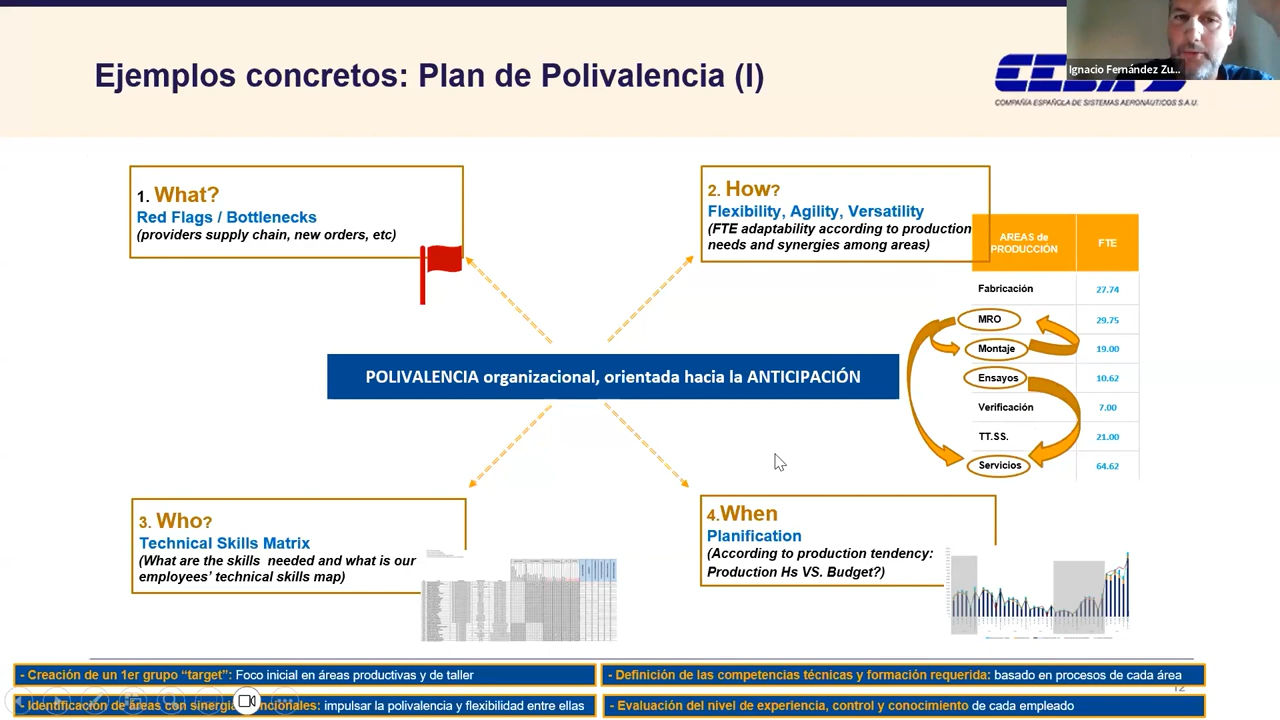 Ejemplos concretos: Plan de Polivalencia (I)
Ignacio Fernández Zu...
COMPAÑÍA ESPAÑOLA DE SISTEMAS AERONÁUTICOS S.A.U.
1. What?
Red Flags / Bottlenecks
(providers supply chain, new orders, etc)
2. How?
Flexibility, Agility, Versatility
(FTE adaptability according to production
needs and synergies among areas)
AREAS de
PRODUCCIÓN
FTE
Fabricación 27.74
MRO 29.75
Montaje 19.00
Ensayos 10.62
Verificación 7.00
TT.SS. 21.00
Servicios 64.62
POLIVALENCIA organizacional, orientada hacia la ANTICIPACIÓN
3. Who?
Technical Skills Matrix
(What are the skills needed and what is our
employees’ technical skills map)
4.When
Planification
(According to production tendency:
Production Hs VS. Budget?)
- Creación de un 1er grupo “target”: Foco inicial en áreas productivas y de taller
- Definición de las competencias técnicas y formación requerida: basado en procesos de cada área
12
- Identificación de áreas con impulsar la polivalencia y flexibilidad entre ellas
- Evaluación del nivel de experiencia, control y conocimiento de cada empleado